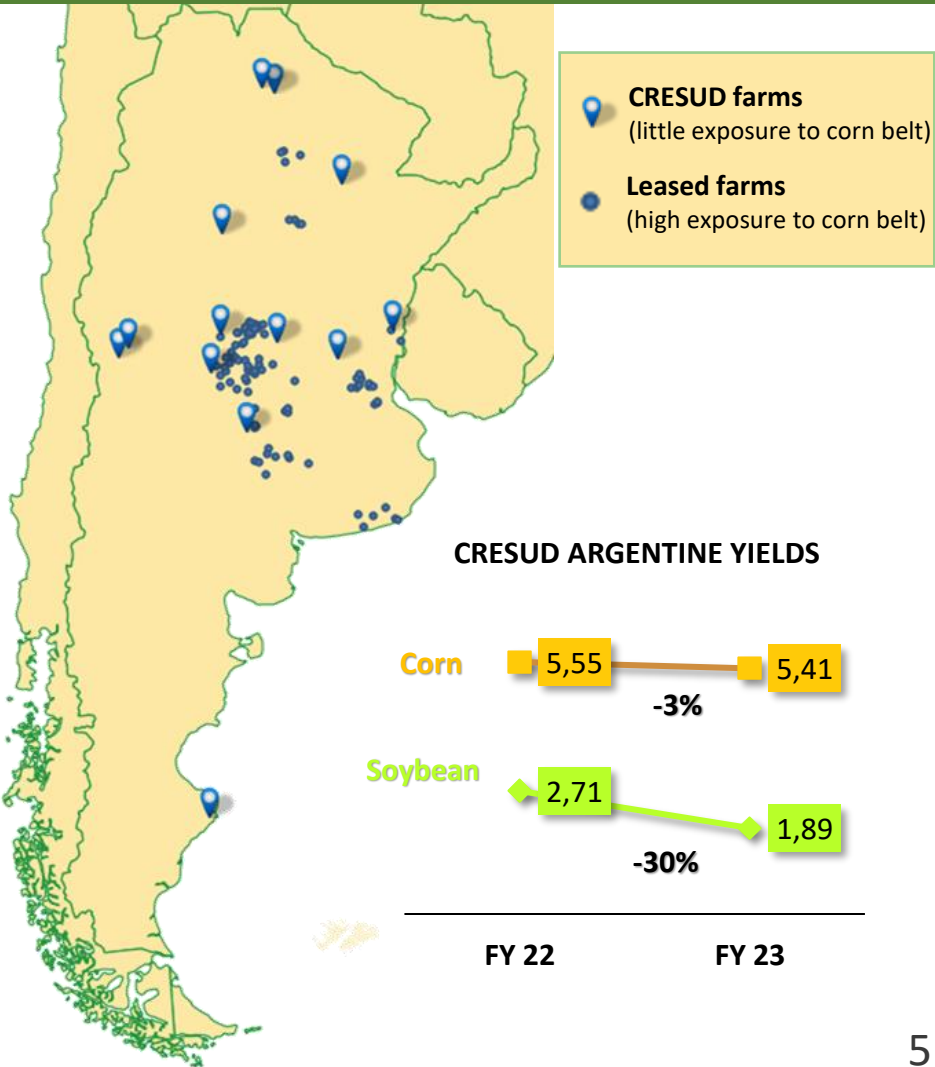 CRESUD farms
(little exposure to corn belt)
Leased farms
(high exposure to corn belt)
CRESUD ARGENTINE YIELDS
Corn
5,55
5,41
-3%
Soybean
2,71
1,89
-30%
FY 22
FY 23
5